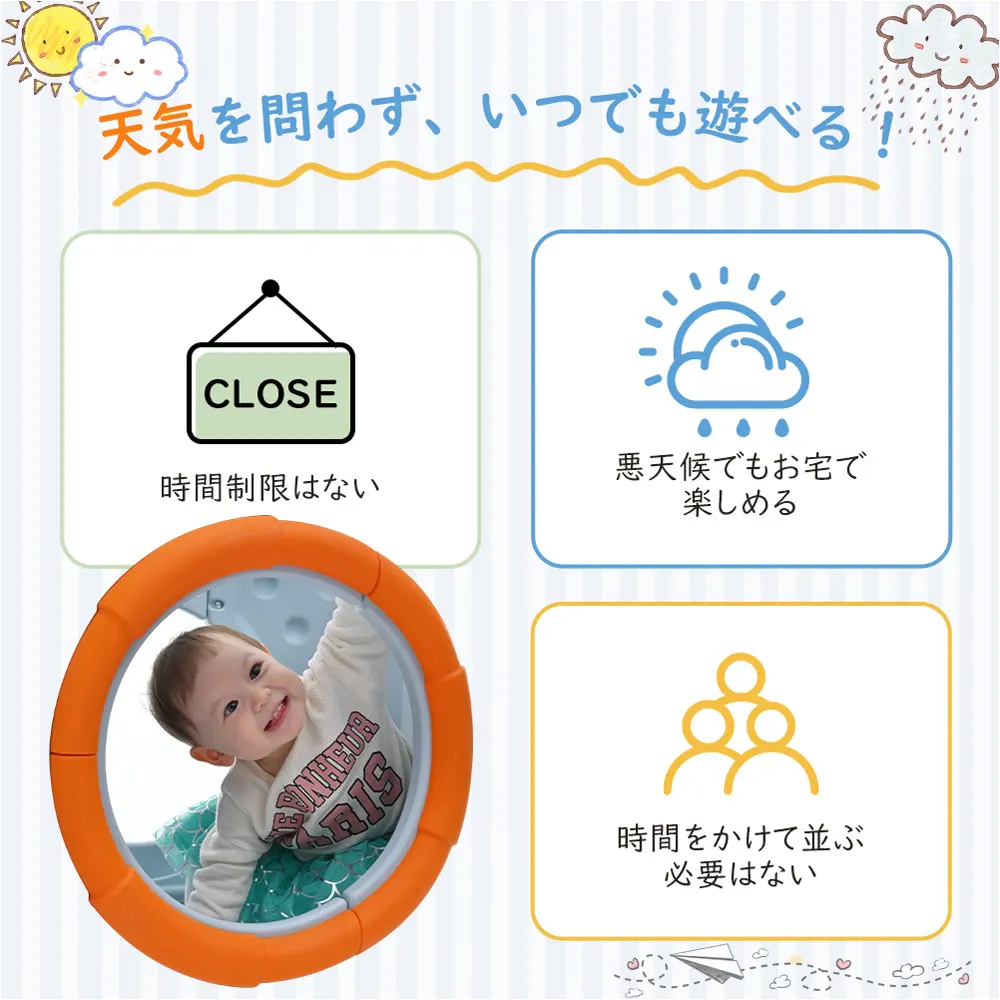 天気を問わず、いつでも遊べる！
CLOSE
時間制限はない
悪天候でもお宅で
楽しめる
BONHEUR
PARIS
時間をかけて並ぶ
必要はない